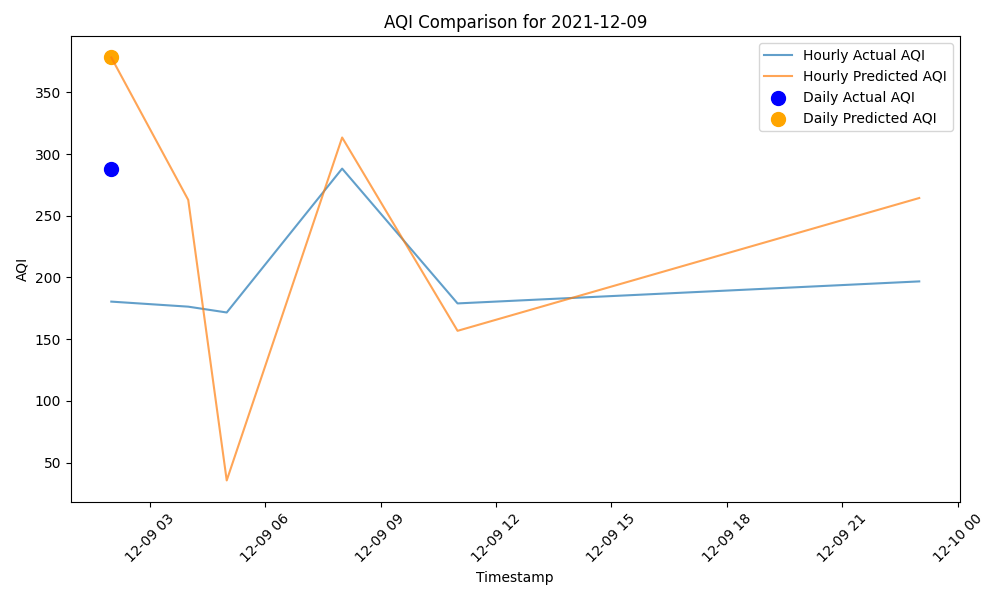 AQI Comparison for 2021-12-09
Hourly Actual AQI
Hourly Predicted AQI
Daily Actual AQI
Daily Predicted AQI
AQI
350
300
250
200
150
100
50
12-09 03
12-09 06
12-09 09
12-09 12
12-09 15
12-09 18
12-09 21
12-10 00
Timestamp